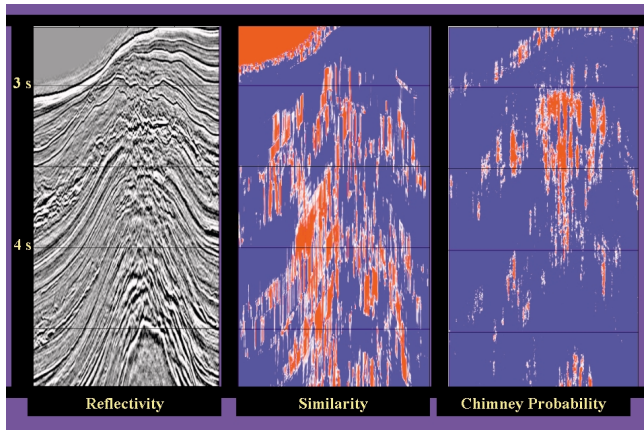 3 s
4 s
Reflectivity
Similarity
Chimney Probability